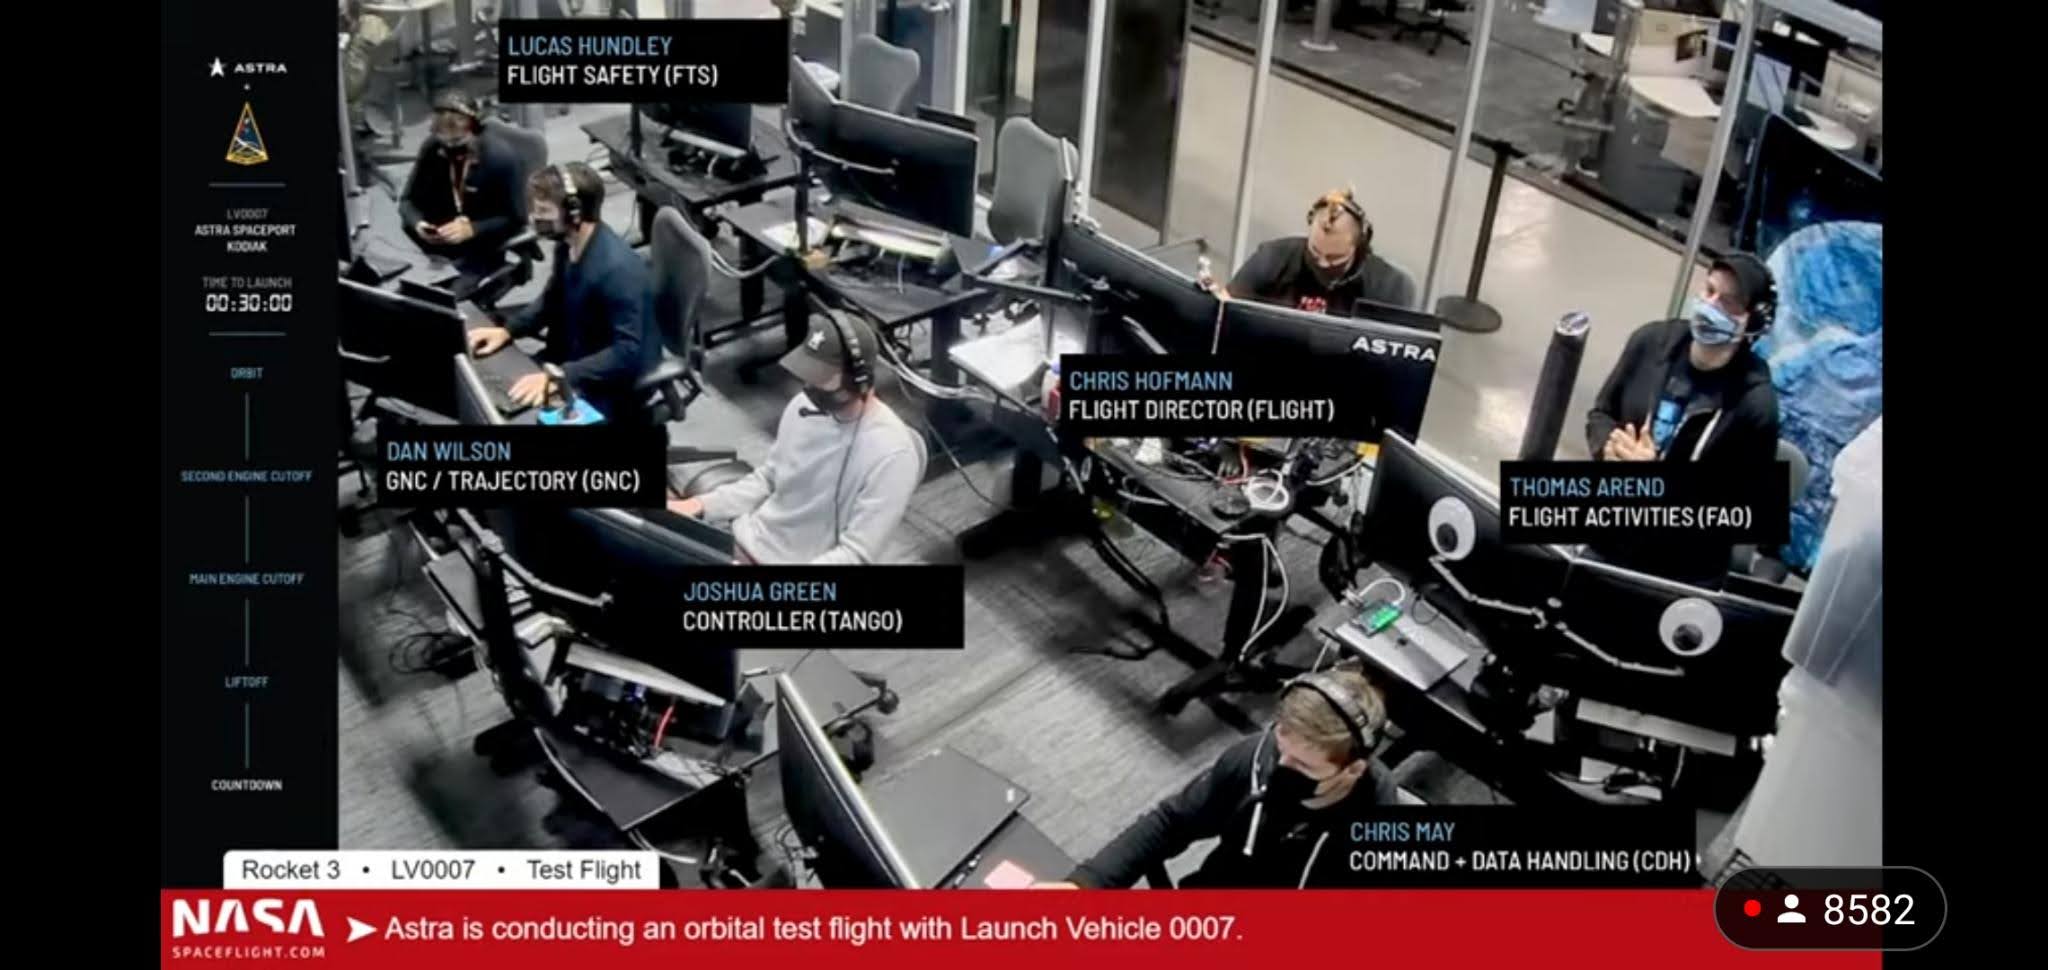 ASTRA
LV0007
ASTRA SPACEPORT
KODIAK
TIME TO LAUNCH
00:30:00
ORBIT
SECOND ENGINE CUTOFF
MAIN ENGINE CUTOFF
LIFTOFF
COUNTDOWN
LUCAS HUNDLEY
FLIGHT SAFETY (FTS)
ASTRA
CHRIS HOFMANN
FLIGHT DIRECTOR (FLIGHT)
DAN WILSON
GNC / TRAJECTORY (GNC)
THOMAS AREND
FLIGHT ACTIVITIES (FAO)
JOSHUA GREEN
CONTROLLER (TANGO)
CHRIS MAY
COMMAND + DATA HANDLING (CDH)
Rocket 3 • LV0007 • Test Flight
NASA
SPACEFLIGHT.COM
Astra is conducting an orbital test flight with Launch Vehicle 0007.
8582